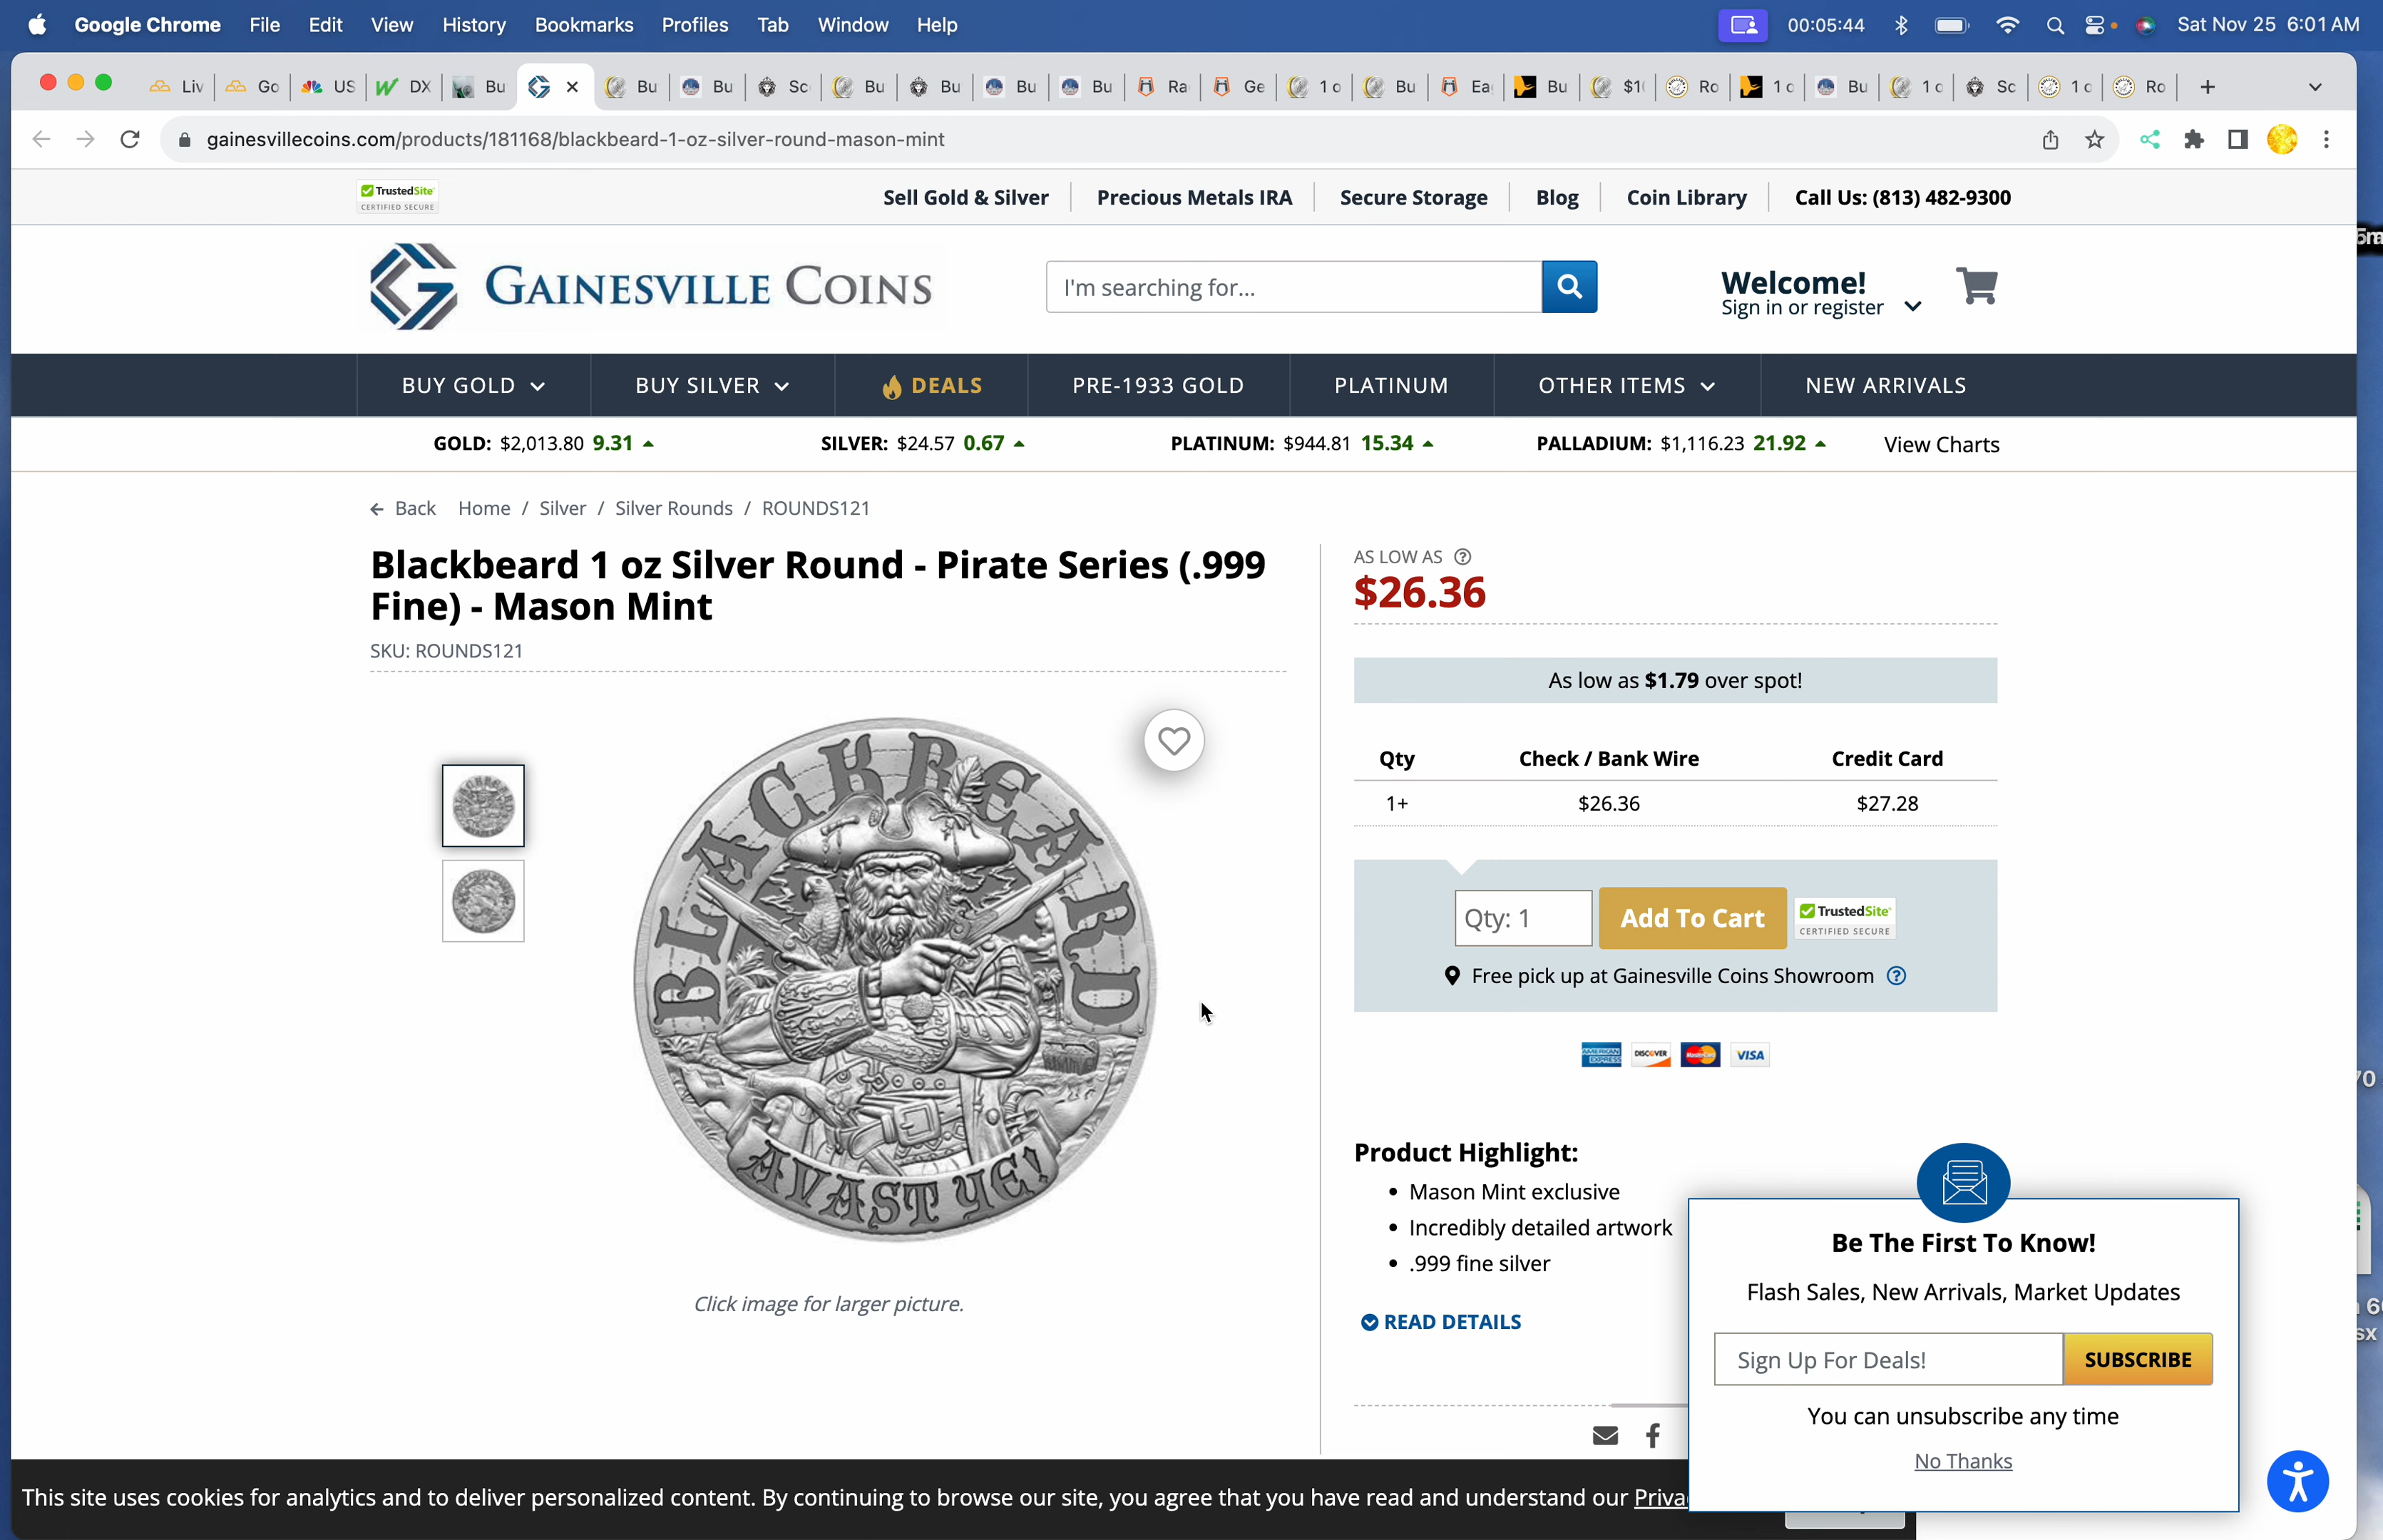 Google Chrome File Edit View History Bookmarks Profiles Tab Window Help 00:05:44 Sat Nov 25 6:01 AM
Liv Go US DX Bu Bu Bu Sc Bu Bu Bu Bu Ra Ge 1 o Bu Ea Bu $1 Ro 1 o Bu 1 o Sc 1 o Ro
gainesvillecoins.com/products/181168/blackbeard-1-oz-silver-round-mason-mint
TrustedSite
CERTIFIED SECURE
Sell Gold & Silver Precious Metals IRA Secure Storage Blog Coin Library Call Us: (813) 482-9300
GAINESVILLE COINS
I'm searching for...
Welcome!
Sign in or register
BUY GOLD BUY SILVER DEALS PRE-1933 GOLD PLATINUM OTHER ITEMS NEW ARRIVALS
GOLD: $2,013.80 9.31 SILVER: $24.57 0.67 PLATINUM: $944.81 15.34 PALLADIUM: $1,116.23 21.92 View Charts
Back Home / Silver / Silver Rounds / ROUNDS121
Blackbeard 1 oz Silver Round - Pirate Series (.999
Fine) - Mason Mint
SKU: ROUNDS121
BLACKBEARD
AVAST YE!
Click image for larger picture.
AS LOW AS
$26.36
As low as $1.79 over spot!
Qty Check / Bank Wire Credit Card
1+ $26.36 $27.28
Qty: 1 Add To Cart
TrustedSite
CERTIFIED SECURE
Free pick up at Gainesville Coins Showroom
AMERICAN EXPRESS DISCOVER MasterCard VISA
Product Highlight:
• Mason Mint exclusive
• Incredibly detailed artwork
• .999 fine silver
READ DETAILS
Be The First To Know!
Flash Sales, New Arrivals, Market Updates
Sign Up For Deals! SUBSCRIBE
You can unsubscribe any time
No Thanks
This site uses cookies for analytics and to deliver personalized content. By continuing to browse our site, you agree that you have read and understand our Priva